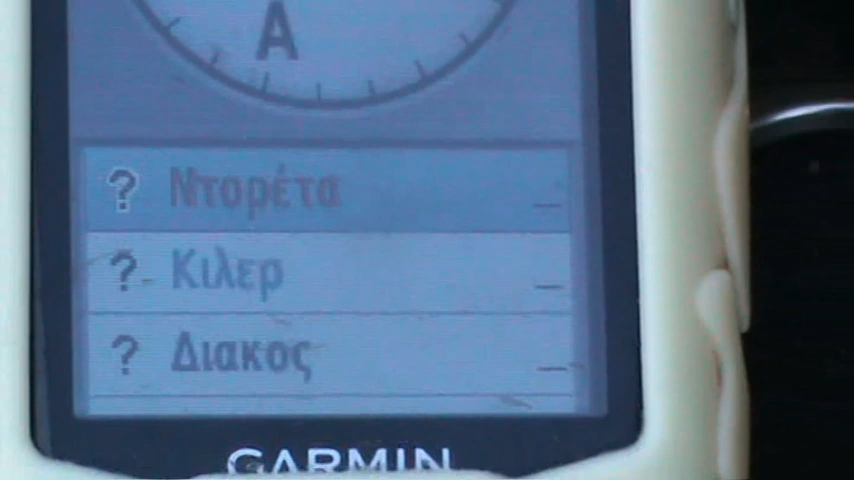 Α
? Ντορέτα _
? Κιλερ _
? Διακος _
GARMIN